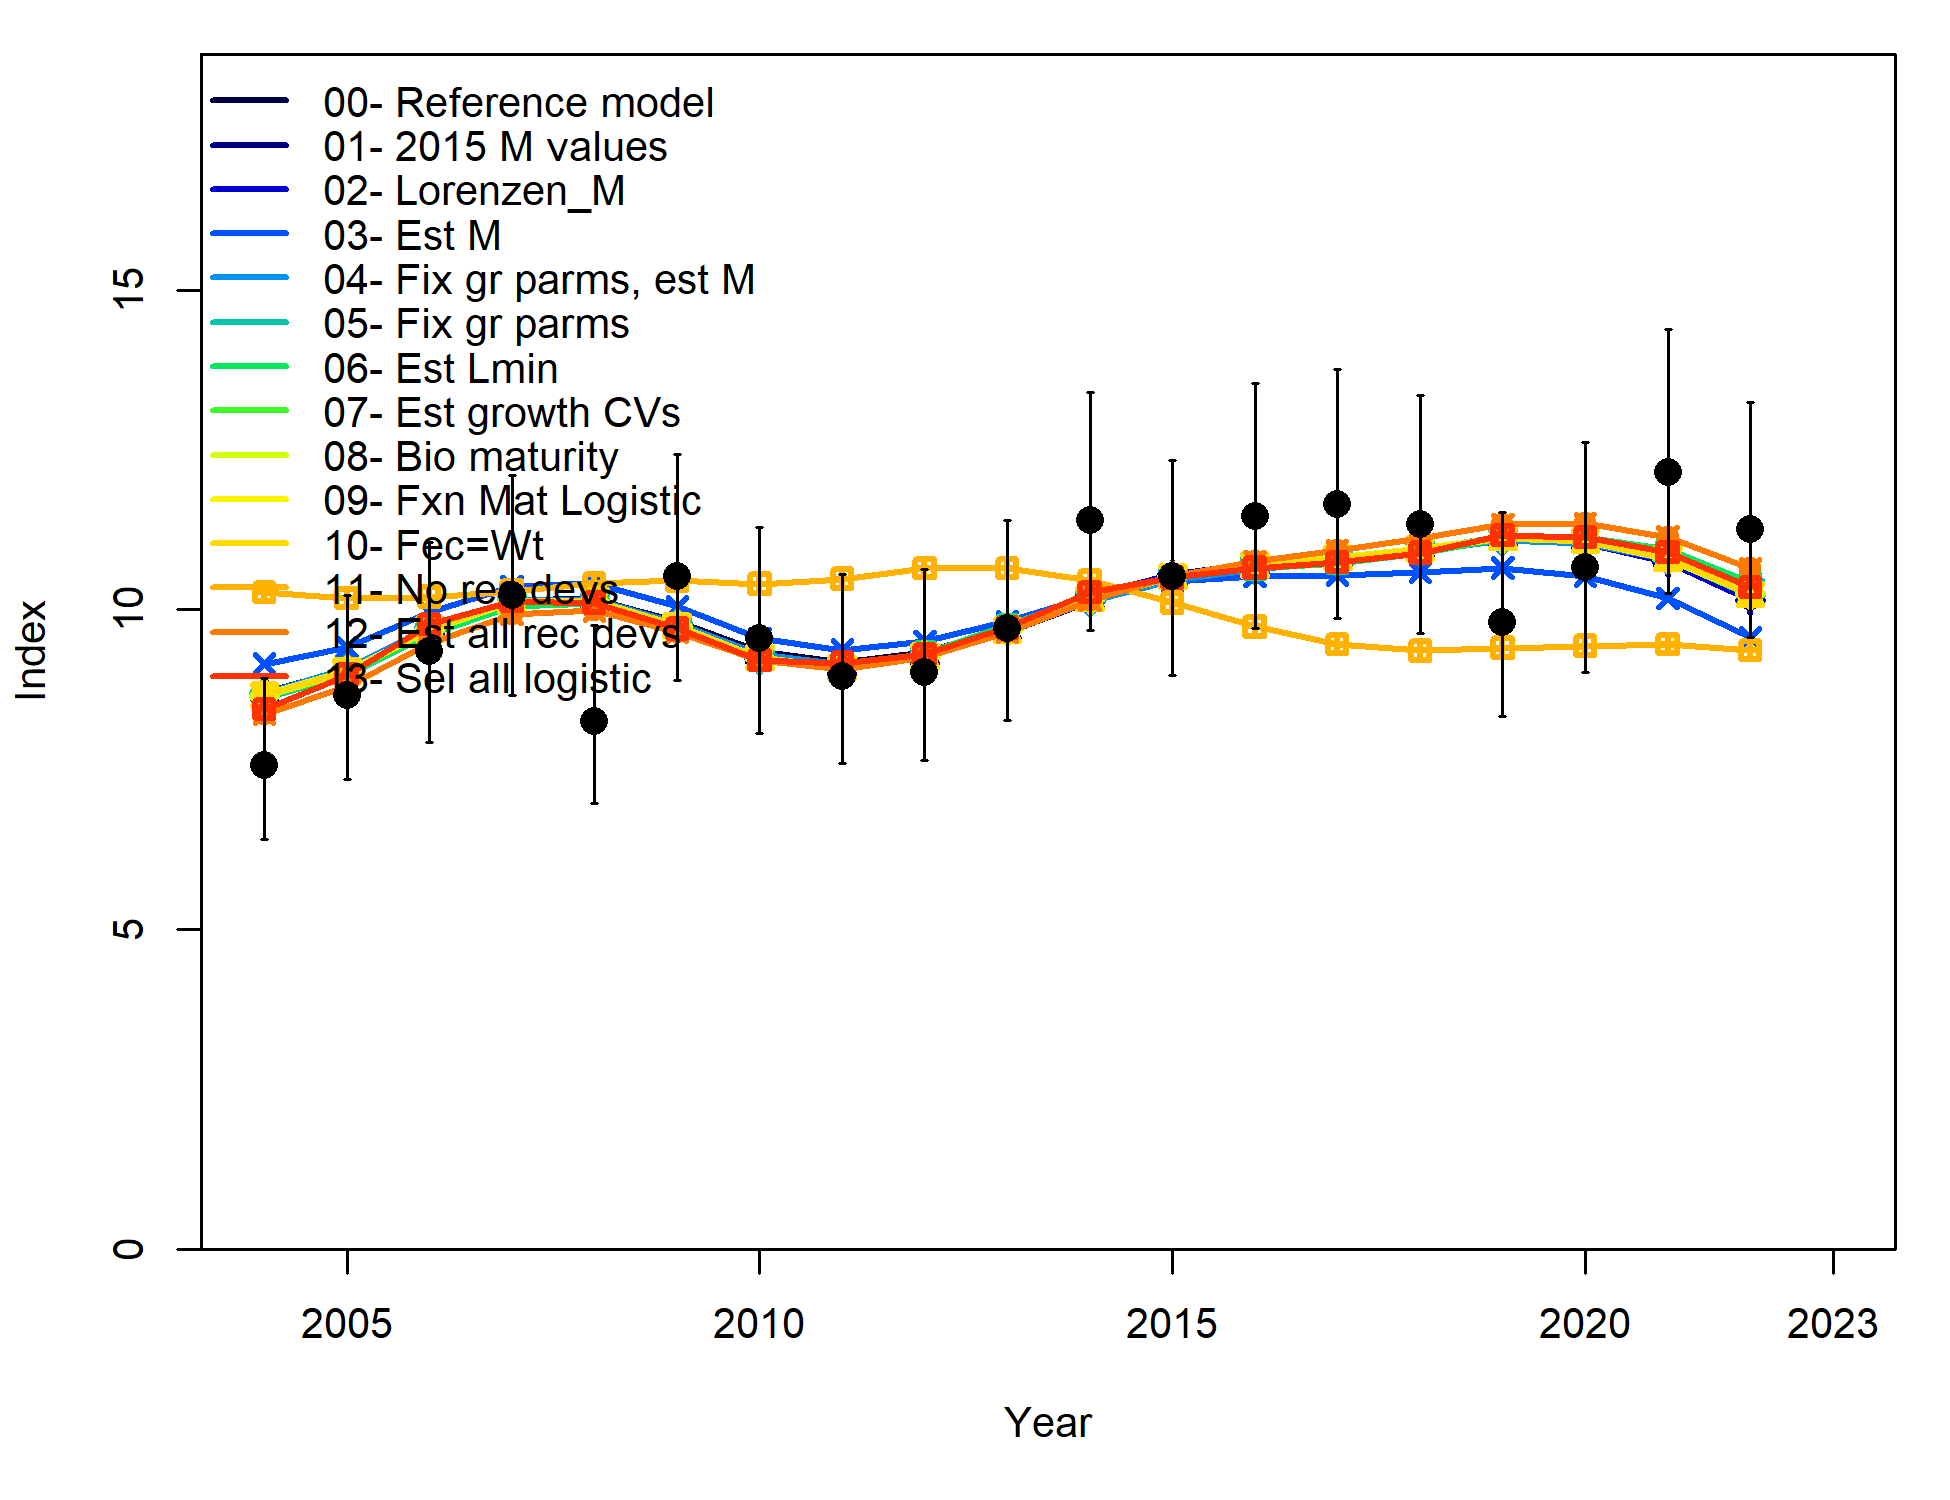 00- Reference model
01- 2015 M values
02- Lorenzen_M
03- Est M
04- Fix gr parms, est M
05- Fix gr parms
06- Est Lmin
07- Est growth CVs
08- Bio maturity
09- Fxn Mat Logistic
10- Fec=Wt
11- No rec devs
12- Est all rec devs
13- Sel all logistic
15
10
5
0
Index
2005 2010 2015 2020 2023
Year